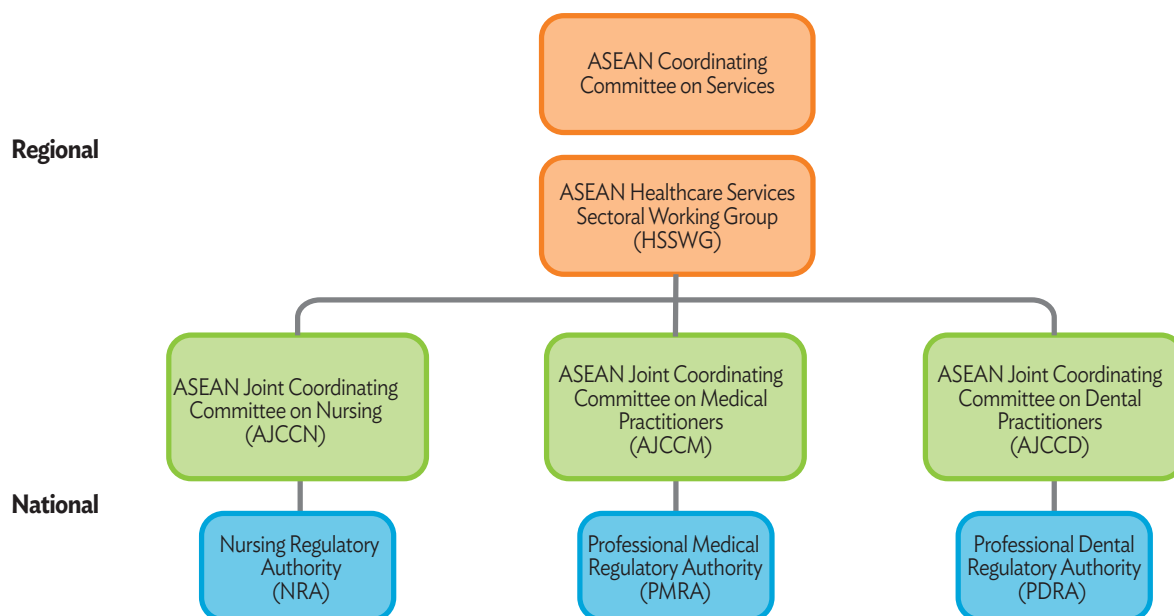 ASEAN Coordinating
Committee on Services
Regional
ASEAN Healthcare Services
Sectoral Working Group
(HSSWG)
ASEAN Joint Coordinating
Committee on Nursing
(AJCCN)
ASEAN Joint Coordinating
Committee on Medical
Practitioners
(AJCCM)
ASEAN Joint Coordinating
Committee on Dental
Practitioners
(AJCCD)
National
Nursing Regulatory
Authority
(NRA)
Professional Medical
Regulatory Authority
(PMRA)
Professional Dental
Regulatory Authority
(PDRA)